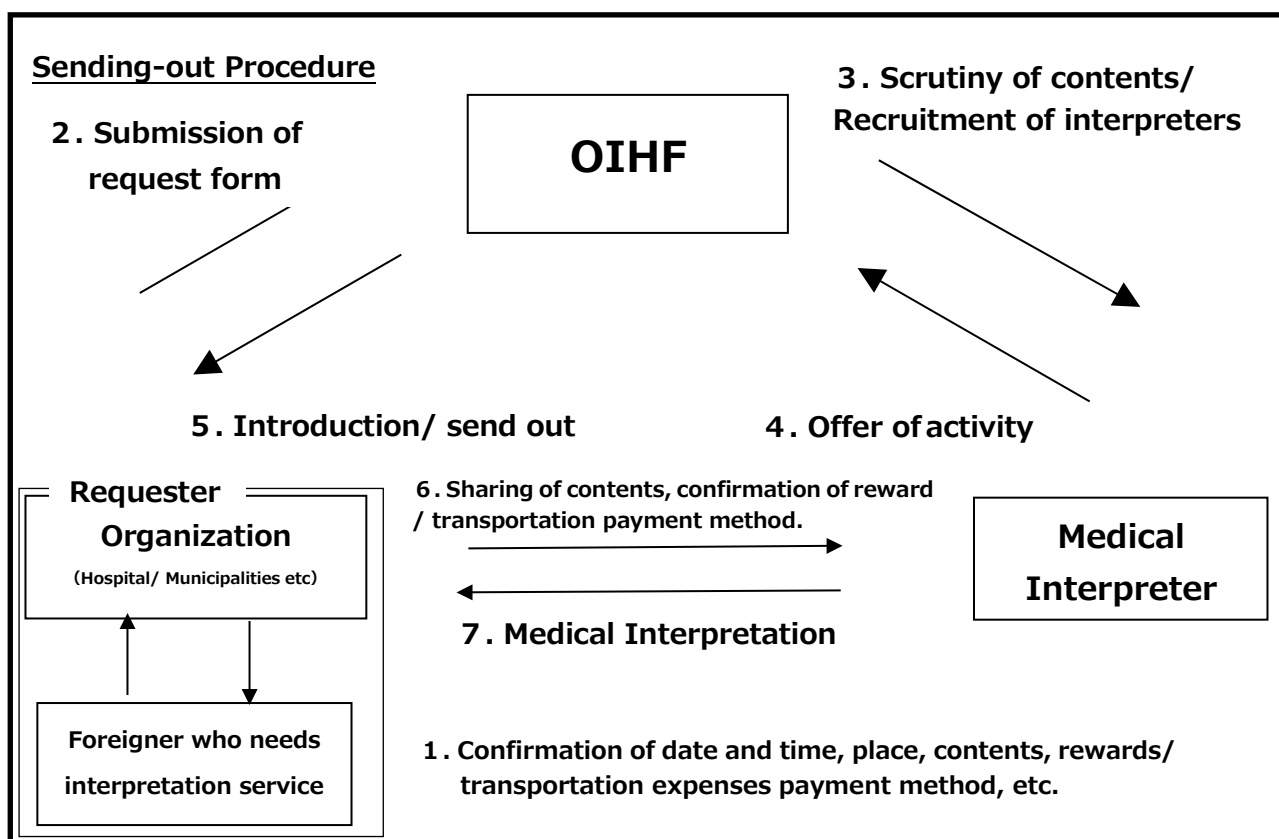 Sending-out Procedure
２. Submission of
request form
OIHF
３. Scrutiny of contents/
Recruitment of interpreters
５. Introduction/ send out
４. Offer of activity
Requester
Organization
（Hospital/ Municipalities etc）
６. Sharing of contents, confirmation of reward
/ transportation payment method.
Medical
Interpreter
７. Medical Interpretation
Foreigner who needs
interpretation service
１. Confirmation of date and time, place, contents, rewards/
transportation expenses payment method, etc.